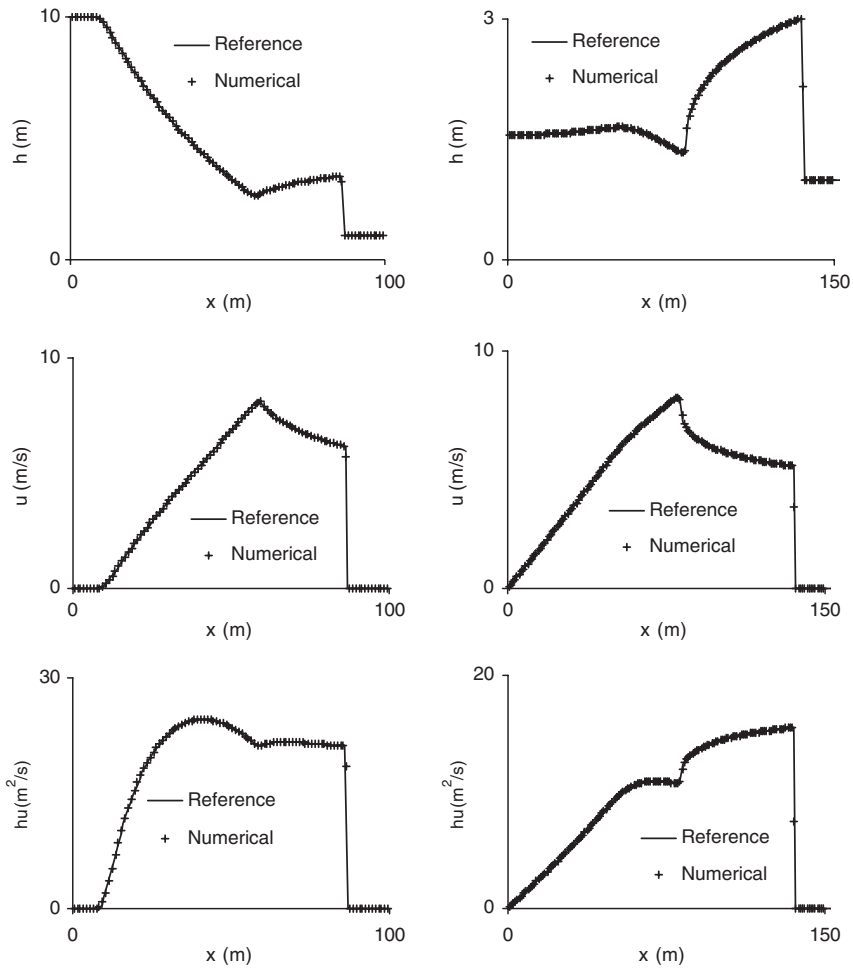 10
h (m)
Reference
Numerical
0
0
100
x (m)
3
h (m)
Reference
Numerical
0
0
150
x (m)
10
u (m/s)
Reference
Numerical
0
0
100
x (m)
10
u (m/s)
Reference
Numerical
0
0
150
x (m)
30
hu(m²/s)
Reference
Numerical
0
0
100
x (m)
20
hu(m²/s)
Reference
Numerical
0
0
150
x (m)